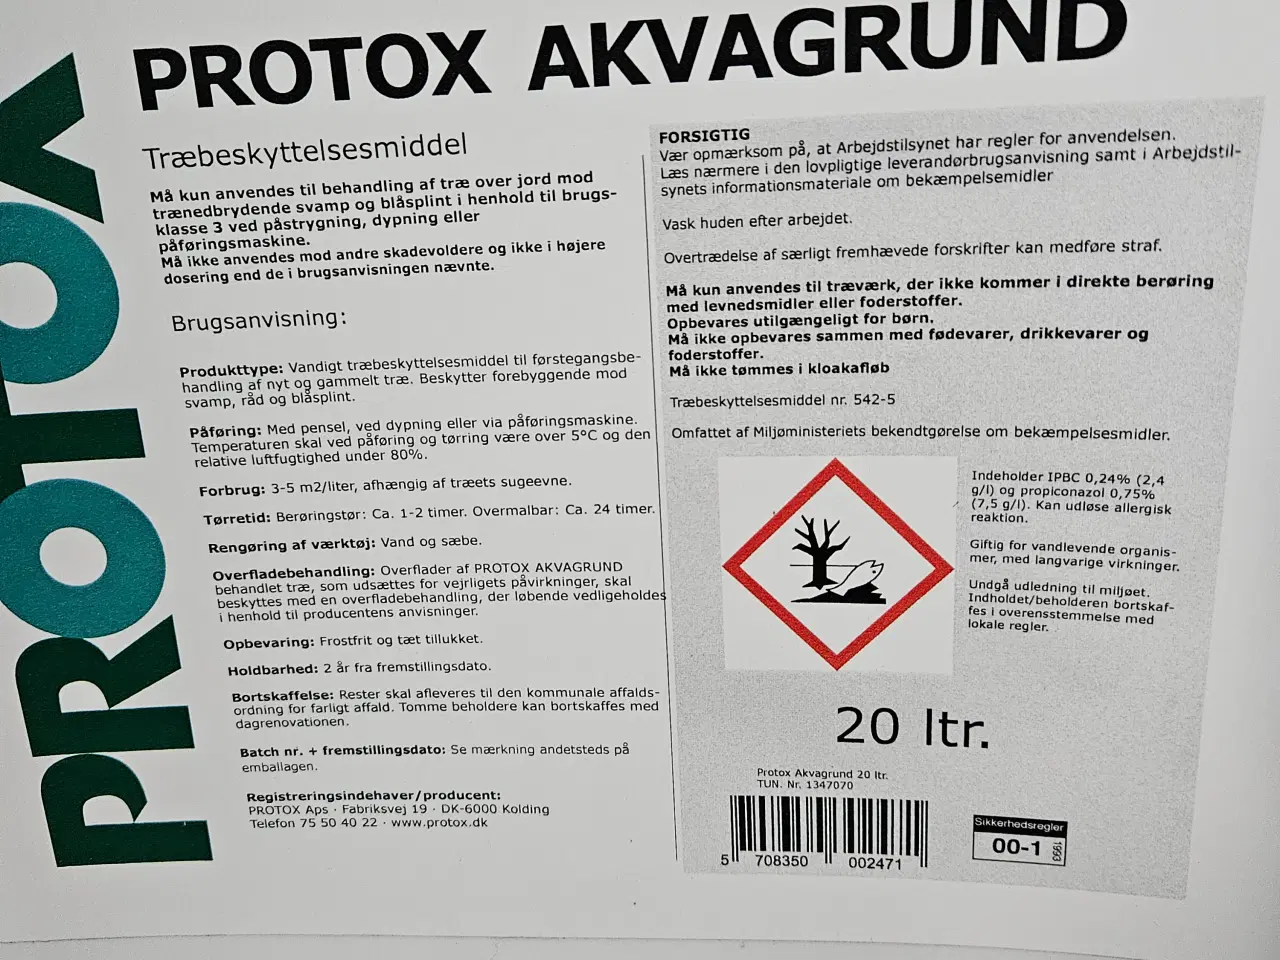 PROTOX
PROTOX AKVAGRUND
Træbeskyttelsesmiddel
Må kun anvendes til behandling af træ over jord mod
trænedbrydende svamp og blåsplint i henhold til brugs-
klasse 3 ved påstrygning, dypning eller
påføringsmaskine.
Må ikke anvendes mod andre skadevoldere og ikke i højere
dosering end de i brugsanvisningen nævnte.
Brugsanvisning:
Produkttype: Vandigt træbeskyttelsesmiddel til førstegangsbe-
handling af nyt og gammelt træ. Beskytter forebyggende mod
svamp, råd og blåsplint.
Påføring: Med pensel, ved dypning eller via påføringsmaskine.
Temperaturen skal ved påføring og tørring være over 5°C og den
relative luftfugtighed under 80%.
Forbrug: 3-5 m2/liter, afhængig af træets sugeevne.
Tørretid: Berøringstør: Ca. 1-2 timer. Overmalbar: Ca. 24 timer.
Rengøring af værktøj: Vand og sæbe.
Overfladebehandling: Overflader af PROTOX AKVAGRUND
behandlet træ, som udsættes for vejrligets påvirkninger, skal
beskyttes med en overfladebehandling, der løbende vedligeholdes
i henhold til producentens anvisninger.
Opbevaring: Frostfrit og tæt tillukket.
Holdbarhed: 2 år fra fremstillingsdato.
Bortskaffelse: Rester skal afleveres til den kommunale affalds-
ordning for farligt affald. Tomme beholdere kan bortskaffes med
dagrenovationen.
Batch nr. + fremstillingsdato: Se mærkning andetsteds på
emballagen.
Registreringsindehaver/producent:
PROTOX Aps · Fabriksvej 19 · DK-6000 Kolding
Telefon 75 50 40 22 · www.protox.dk
FORSIGTIG
Vær opmærksom på, at Arbejdstilsynet har regler for anvendelsen.
Læs nærmere i den lovpligtige leverandørbrugsanvisning samt i Arbejdstil-
synets informationsmateriale om bekæmpelsemidler
Vask huden efter arbejdet.
Overtrædelse af særligt fremhævede forskrifter kan medføre straf.
Må kun anvendes til træværk, der ikke kommer i direkte berøring
med levnedsmidler eller foderstoffer.
Opbevares utilgængeligt for børn.
Må ikke opbevares sammen med fødevarer, drikkevarer og
foderstoffer.
Må ikke tømmes i kloakafløb
Træbeskyttelsesmiddel nr. 542-5
Omfattet af Miljøministeriets bekendtgørelse om bekæmpelsesmidler.
Indeholder IPBC 0,24% (2,4
g/l) og propiconazol 0,75%
(7,5 g/l). Kan udløse allergisk
reaktion.
Giftig for vandlevende organis-
mer, med langvarige virkninger.
Undgå udledning til miljøet.
Indholdet/beholderen bortskaf-
fes i overensstemmelse med
lokale regler.
20 ltr.
Protox Akvagrund 20 ltr.
TUN. Nr. 1347070
5 708350 002471
Sikkerhedsregler
00-1 1993